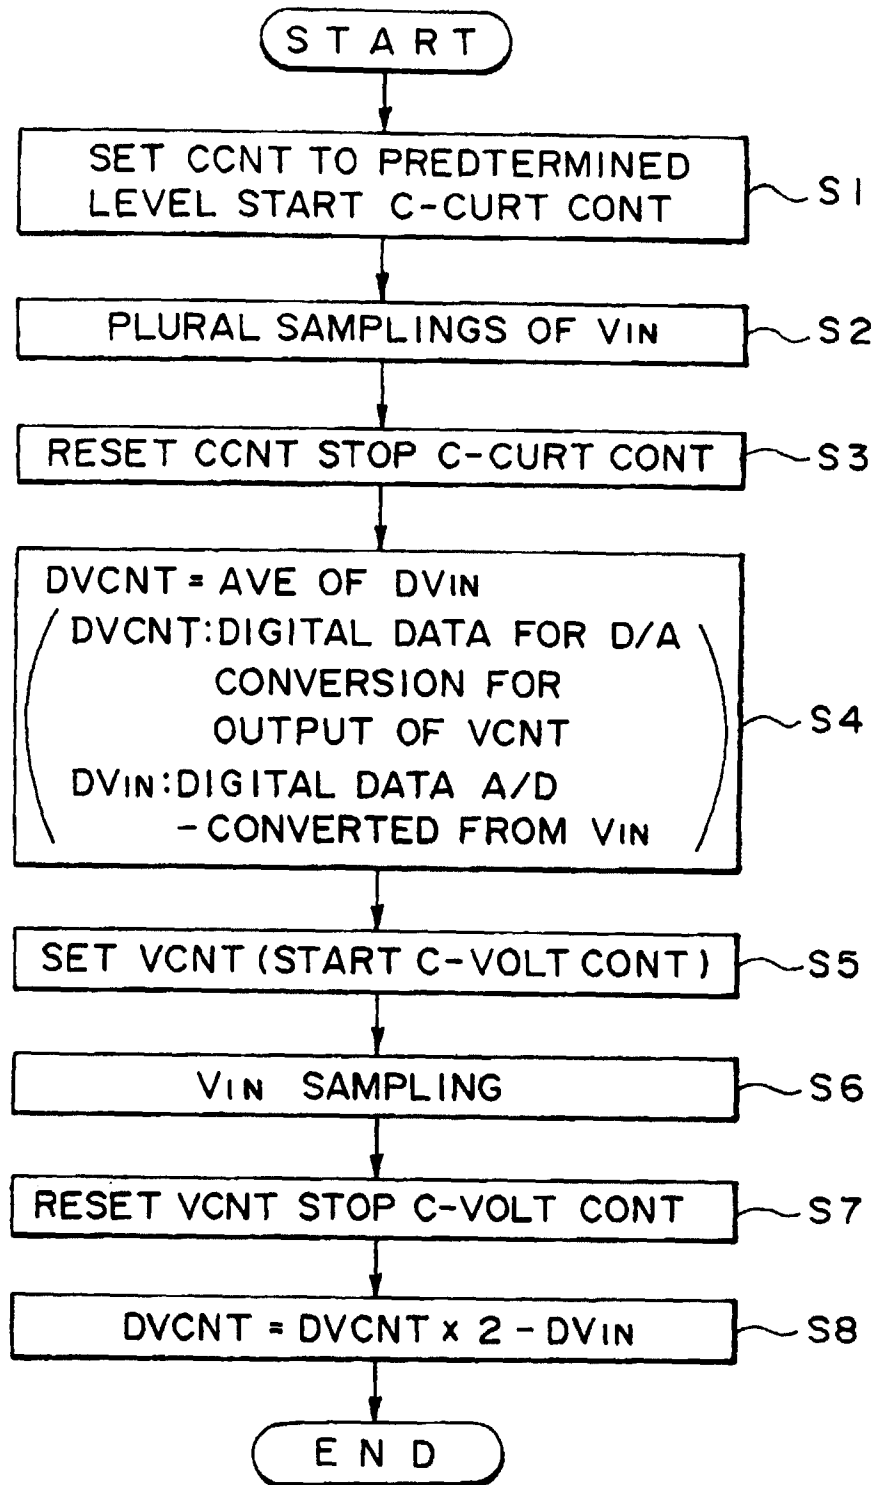 START
SET CCNT TO PREDTERMINED
LEVEL START C-CURT CONT
S1
PLURAL SAMPLINGS OF VIN
S2
RESET CCNT STOP C-CURT CONT
S3
DVCNT = AVE OF DVIN
(DVCNT:DIGITAL DATA FOR D/A
CONVERSION FOR
OUTPUT OF VCNT
DVIN:DIGITAL DATA A/D
-CONVERTED FROM VIN)
S4
SET VCNT (START C-VOLT CONT)
S5
VIN SAMPLING
S6
RESET VCNT STOP C-VOLT CONT
S7
DVCNT = DVCNT x 2 - DVIN
S8
END